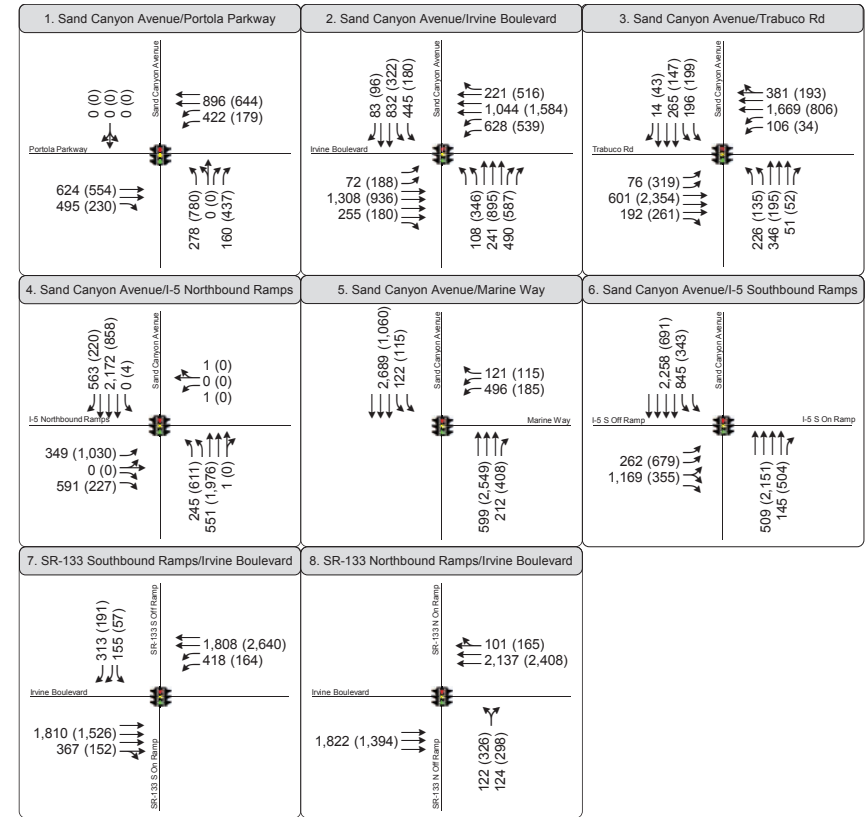 1. Sand Canyon Avenue/Portola Parkway
0 (0)
0 (0)
0 (0)
Sand Canyon Avenue
896 (644)
422 (179)
Portola Parkway
624 (554)
495 (230)
278 (780)
0 (0)
160 (437)
2. Sand Canyon Avenue/Irvine Boulevard
83 (96)
832 (322)
445 (180)
Sand Canyon Avenue
221 (516)
1,044 (1,584)
628 (539)
Irvine Boulevard
72 (188)
1,308 (936)
255 (180)
108 (346)
241 (895)
490 (587)
3. Sand Canyon Avenue/Trabuco Rd
14 (43)
265 (147)
196 (199)
Sand Canyon Avenue
381 (193)
1,669 (806)
106 (34)
Trabuco Rd
76 (319)
601 (2,354)
192 (261)
226 (135)
346 (195)
51 (52)
4. Sand Canyon Avenue/I-5 Northbound Ramps
563 (220)
2,172 (858)
0 (4)
Sand Canyon Avenue
1 (0)
0 (0)
1 (0)
I-5 Northbound Ramps
349 (1,030)
0 (0)
591 (227)
245 (611)
551 (1,976)
1 (0)
5. Sand Canyon Avenue/Marine Way
2,689 (1,060)
122 (115)
Sand Canyon Avenue
121 (115)
496 (185)
Marine Way
599 (2,549)
212 (408)
6. Sand Canyon Avenue/I-5 Southbound Ramps
2,258 (691)
845 (343)
Sand Canyon Avenue
I-5 S Off Ramp
I-5 S On Ramp
262 (679)
1,169 (355)
509 (2,151)
145 (504)
7. SR-133 Southbound Ramps/Irvine Boulevard
313 (191)
155 (57)
SR-133 S Off Ramp
1,808 (2,640)
418 (164)
Irvine Boulevard
1,810 (1,526)
367 (152)
SR-133 S On Ramp
8. SR-133 Northbound Ramps/Irvine Boulevard
SR-133 N On Ramp
101 (165)
2,137 (2,408)
Irvine Boulevard
1,822 (1,394)
SR-133 N Off Ramp
122 (326)
124 (298)